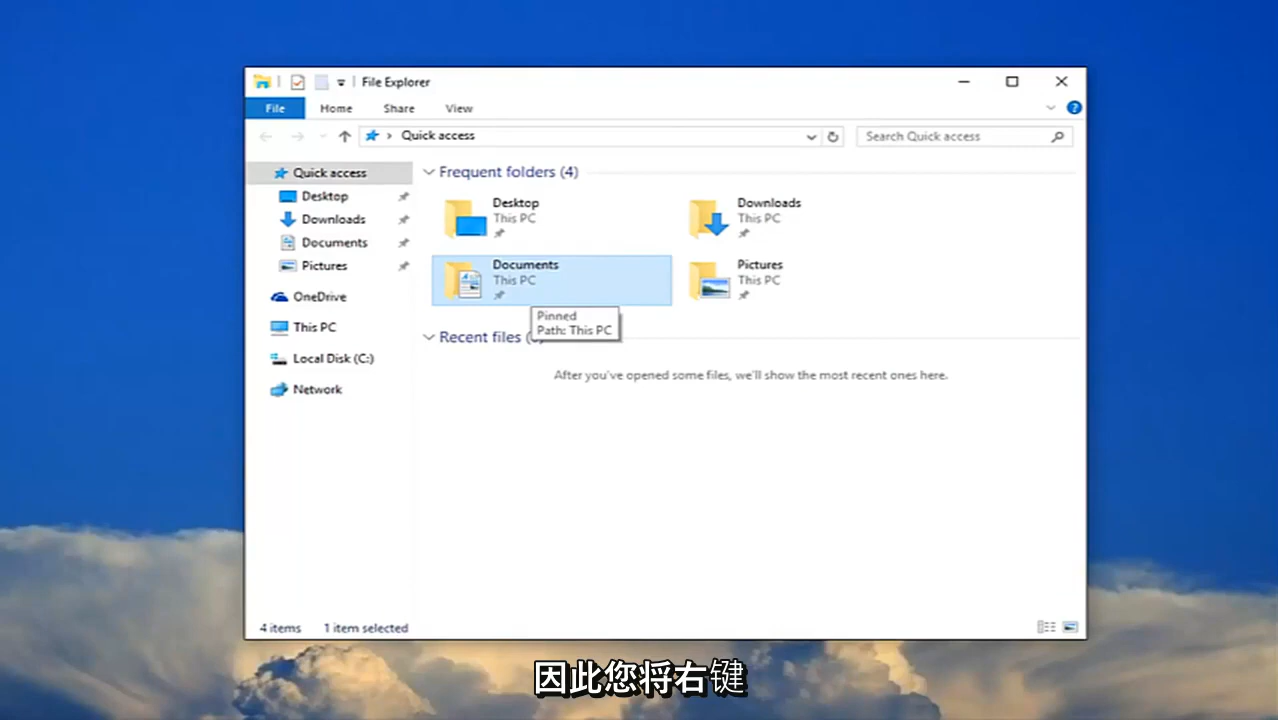 File Explorer
File
Home
Share
View
Quick access
Search Quick access
Quick access
Desktop
Downloads
Documents
Pictures
OneDrive
This PC
Local Disk (C:)
Network
Frequent folders (4)
Desktop
This PC
Downloads
This PC
Documents
This PC
Pictures
This PC
Pinned
Path: This PC
Recent files
After you've opened some files, we'll show the most recent ones here.
4 items
1 item selected
因此您将右键